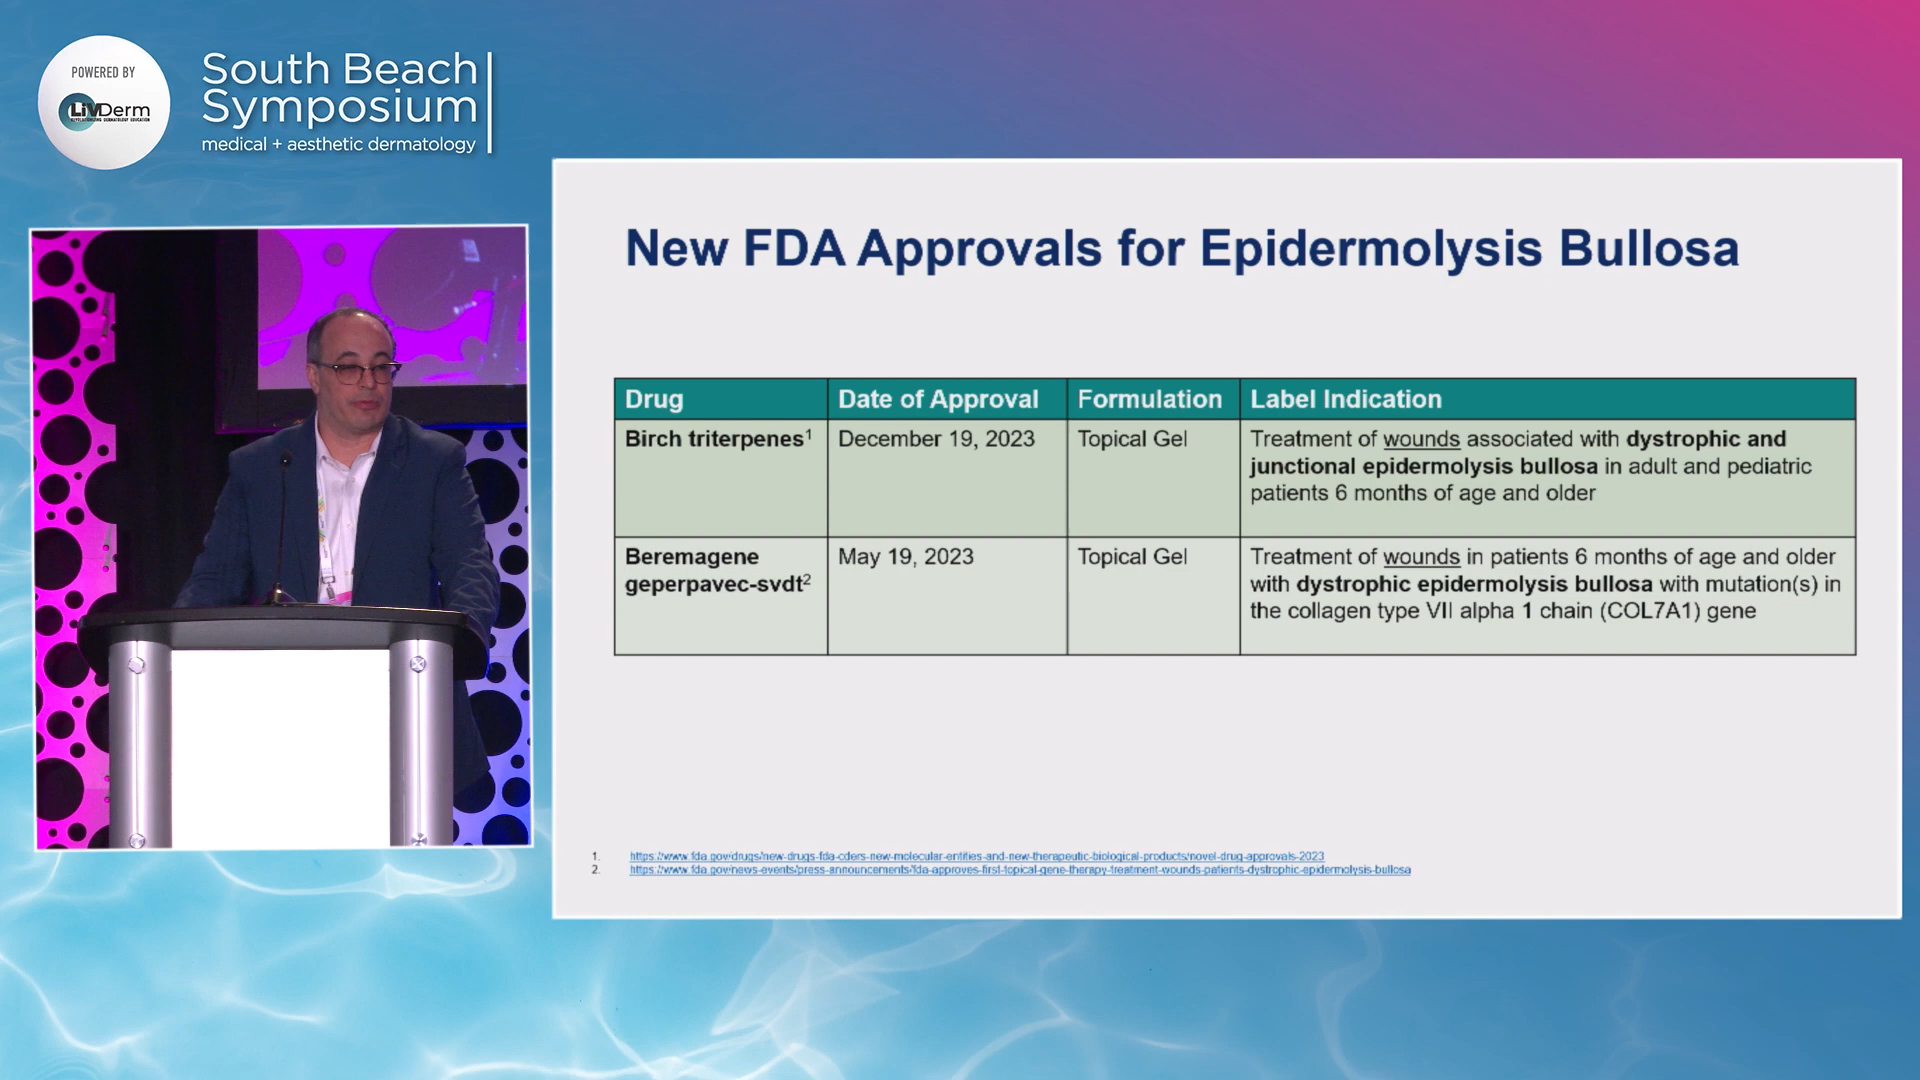 POWERED BY
LiVDerm
South Beach
Symposium
medical + aesthetic dermatology
New FDA Approvals for Epidermolysis Bullosa
Drug Date of Approval Formulation Label Indication
Birch triterpenes1 December 19, 2023 Topical Gel Treatment of wounds associated with dystrophic and
junctional epidermolysis bullosa in adult and pediatric
patients 6 months of age and older
Beremagene May 19, 2023 Topical Gel Treatment of wounds in patients 6 months of age and older
geperpavec-svdt2 with dystrophic epidermolysis bullosa with mutation(s) in
the collagen type VII alpha 1 chain (COL7A1) gene
1. https://www.fda.gov/drugs/new-drugs-fda-cders-new-molecular-entities-and-new-therapeutic-biological-products/novel-drug-approvals-2023
2. https://www.fda.gov/news-events/press-announcements/fda-approves-first-topical-gene-therapy-treatment-wounds-patients-dystrophic-epidermolysis-bullosa